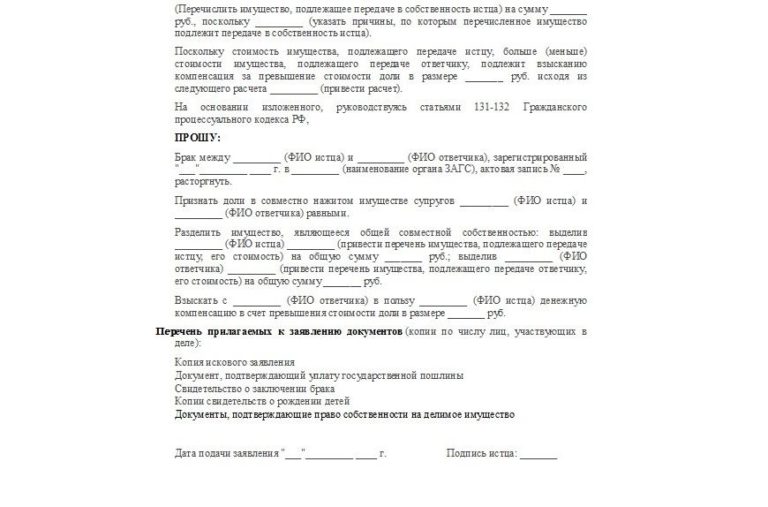 (Перечислить имущество, подлежащее передаче в собственность истца) на сумму _______
руб., поскольку _________ (указать причины, по которым перечисленное имущество
подлежит передаче в собственность истца).
Поскольку стоимость имущества, подлежащего передаче истцу, больше (меньше)
стоимости имущества, подлежащего передаче ответчику, подлежит взысканию
компенсация за превышение стоимости доли в размере _______ руб. исходя из
следующего расчета _________ (привести расчет).
На основании изложенного, руководствуясь статьями 131-132 Гражданского
процессуального кодекса РФ,
ПРОШУ:
Брак между _________ (ФИО истца) и _________ (ФИО ответчика), зарегистрированный
"___"_________ ____ г. в _________ (наименование органа ЗАГС), актовая запись № ____,
расторгнуть.
Признать доли в совместно нажитом имуществе супругов _________ (ФИО истца) и
_________ (ФИО ответчика) равными.
Разделить имущество, являющееся общей совместной собственностью: выделив
_________ (ФИО истца) _________ (привести перечень имущества, подлежащего передаче
истцу, его стоимость) на общую сумму _______ руб.; выделив _________ (ФИО
ответчика) _________ (привести перечень имущества, подлежащего передаче ответчику,
его стоимость) на общую сумму _______ руб.
Взыскать с _________ (ФИО ответчика) в пользу _________ (ФИО истца) денежную
компенсацию в счет превышения стоимости доли в размере _______ руб.
Перечень прилагаемых к заявлению документов (копии по числу лиц, участвующих в
деле):
Копия искового заявления
Документ, подтверждающий уплату государственной пошлины
Свидетельство о заключении брака
Копии свидетельств о рождении детей
Документы, подтверждающие право собственности на делимое имущество
Дата подачи заявления "___"_________ ____ г. Подпись истца: _______